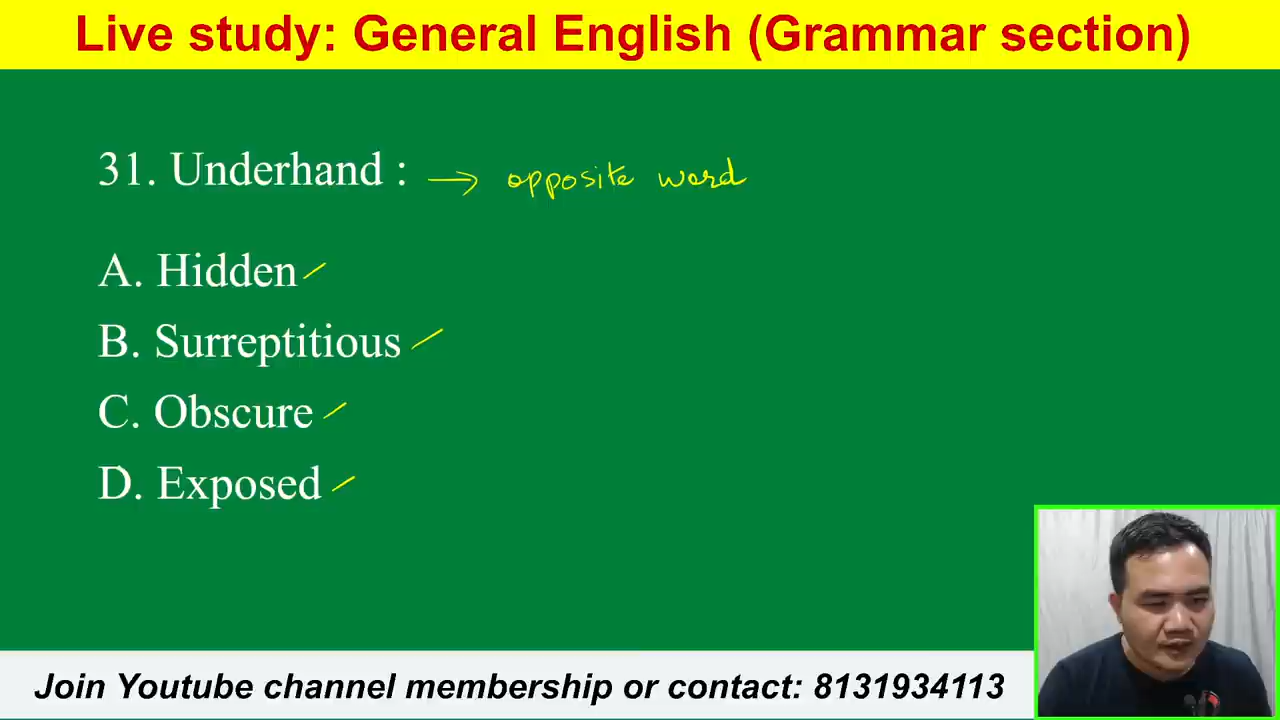 Live study: General English (Grammar section)
31. Underhand : → opposite word
A. Hidden
B. Surreptitious
C. Obscure
D. Exposed
Join Youtube channel membership or contact: 8131934113